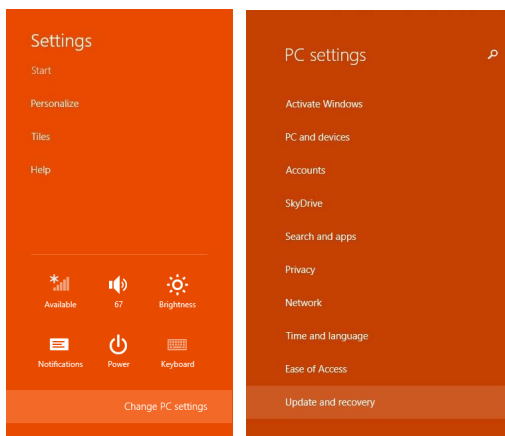 Settings
Start
Personalize
Tiles
Help
Available
67
Brightness
Notifications
Power
Keyboard
Change PC settings
PC settings
Activate Windows
PC and devices
Accounts
SkyDrive
Search and apps
Privacy
Network
Time and language
Ease of Access
Update and recovery